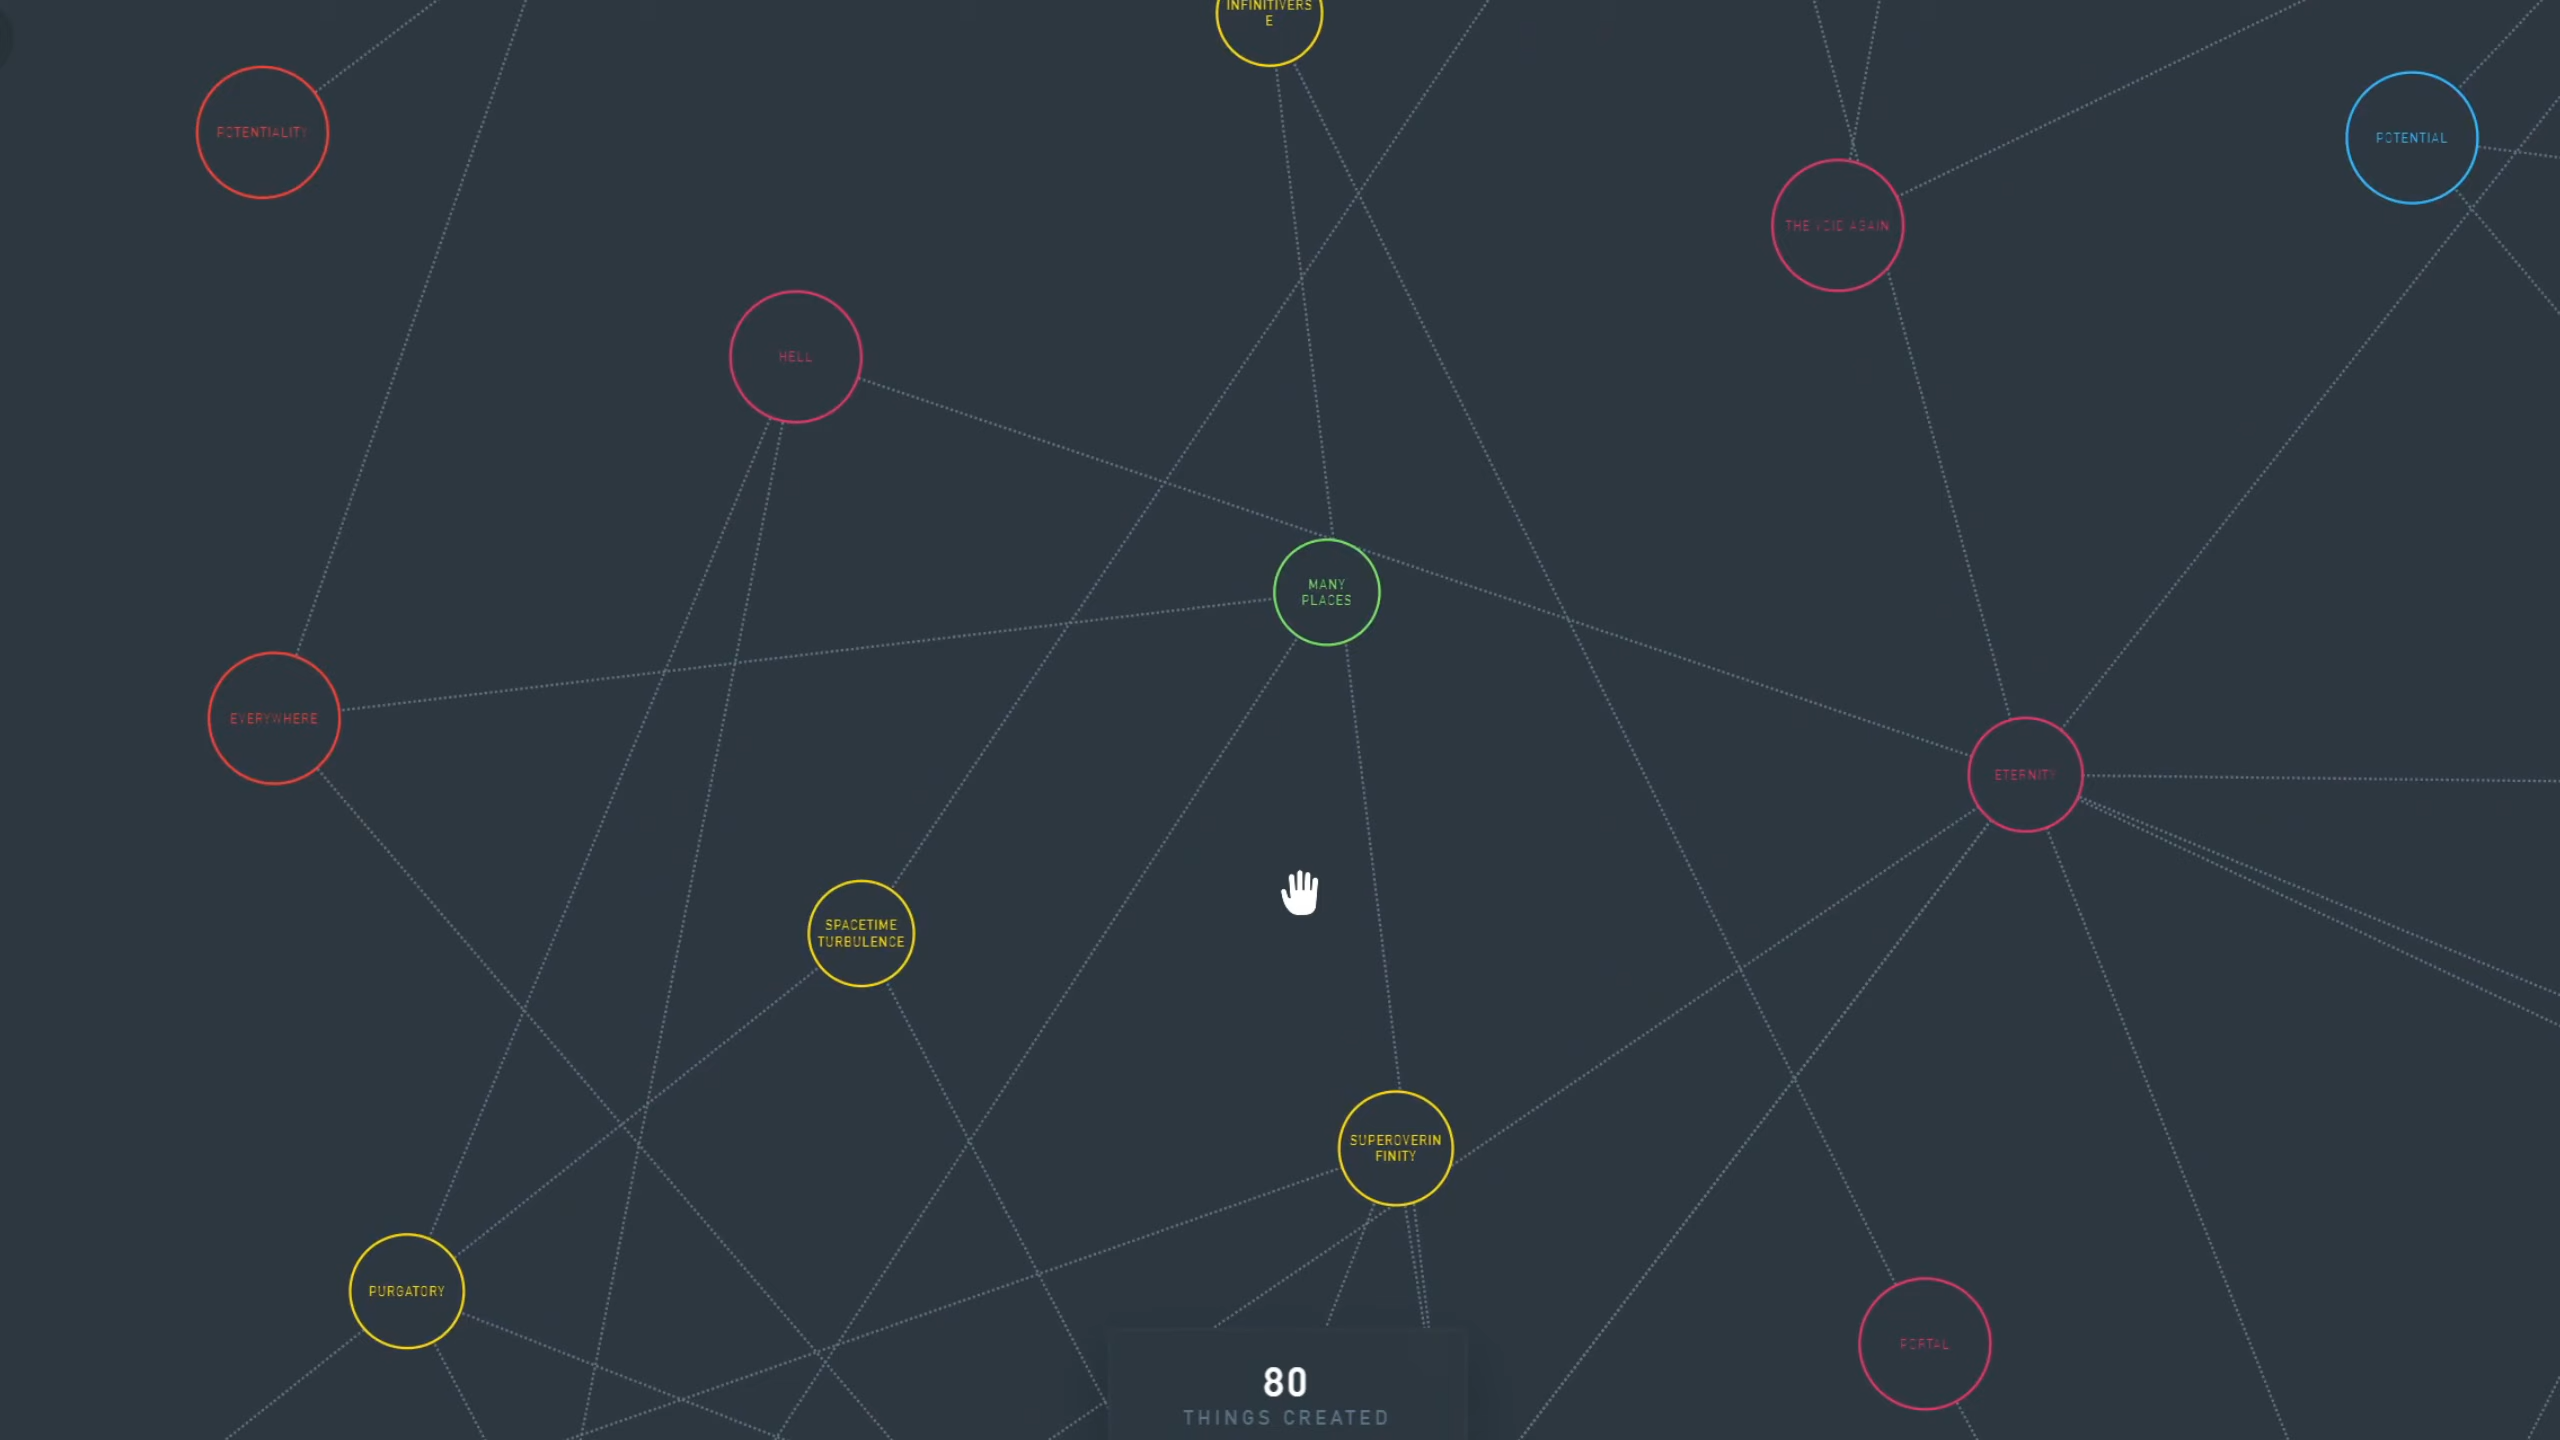 INFINITIVERS
E
POTENTIALITY
POTENTIAL
THE VOID AGAIN
HELL
MANY
PLACES
EVERYWHERE
ETERNITY
SPACETIME
TURBULENCE
SUPEROVERIN
FINITY
PURGATORY
PORTAL
80
THINGS CREATED